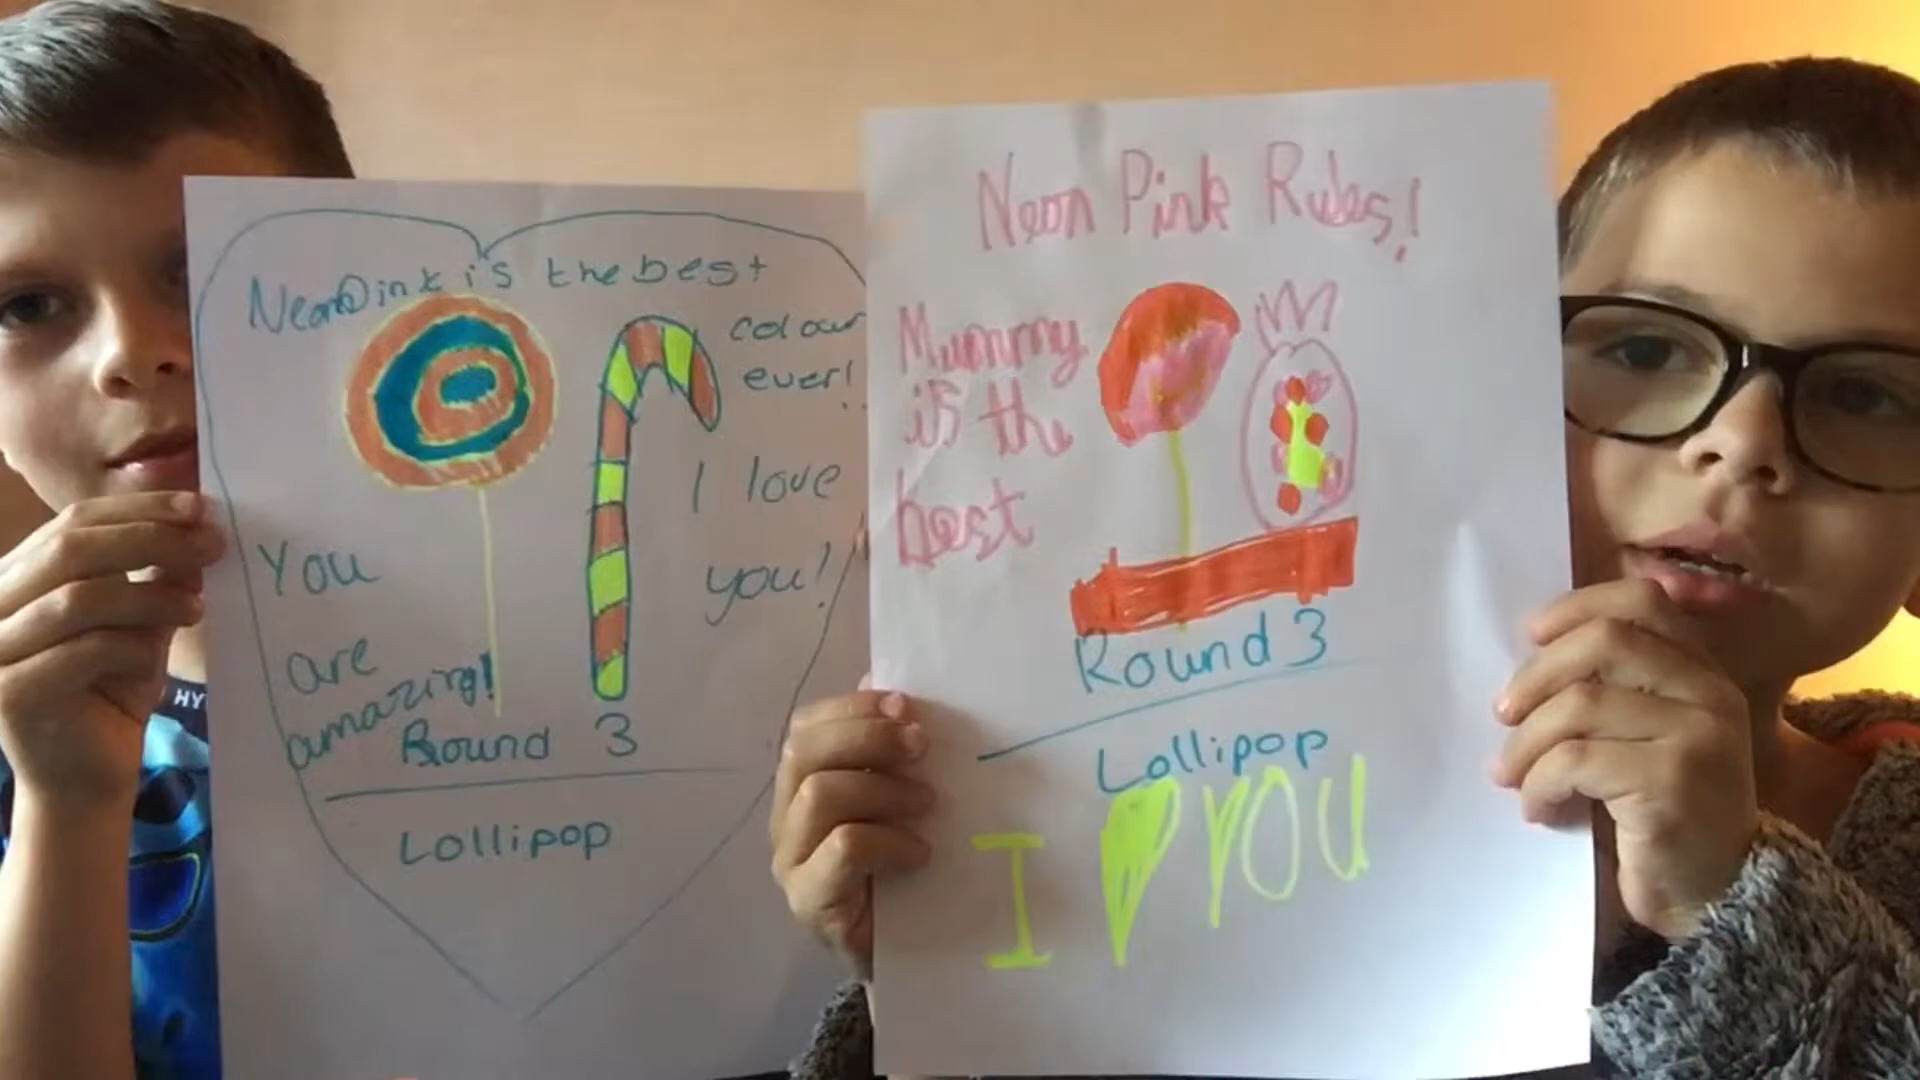 Neon Pink is the best
colour
ever!
I love
you!
You
are
amazing!
Round 3
Lollipop
HY
Neon Pink Rules!
Mummy
is the
best
Round 3
Lollipop
I YOU